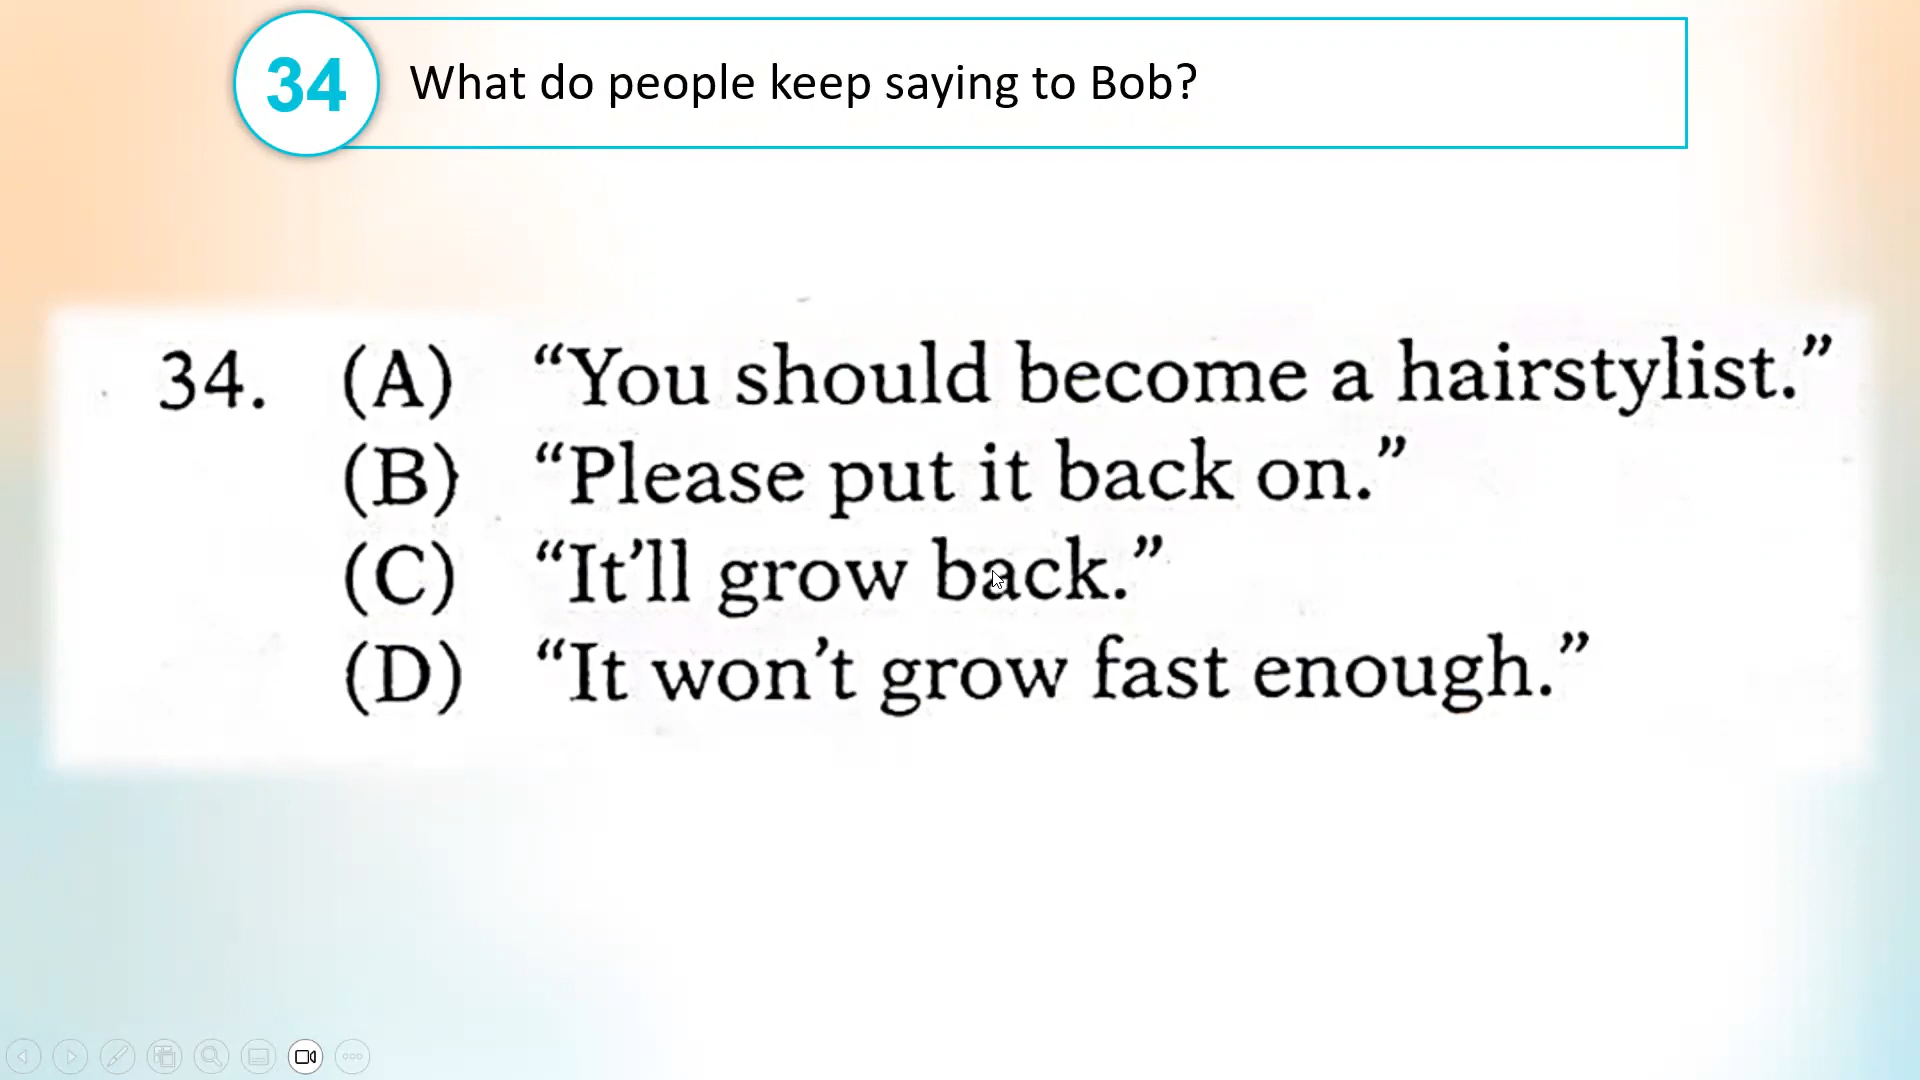 34 What do people keep saying to Bob?
34. (A) “You should become a hairstylist.”
(B) “Please put it back on.”
(C) “It’ll grow back.”
(D) “It won’t grow fast enough.”